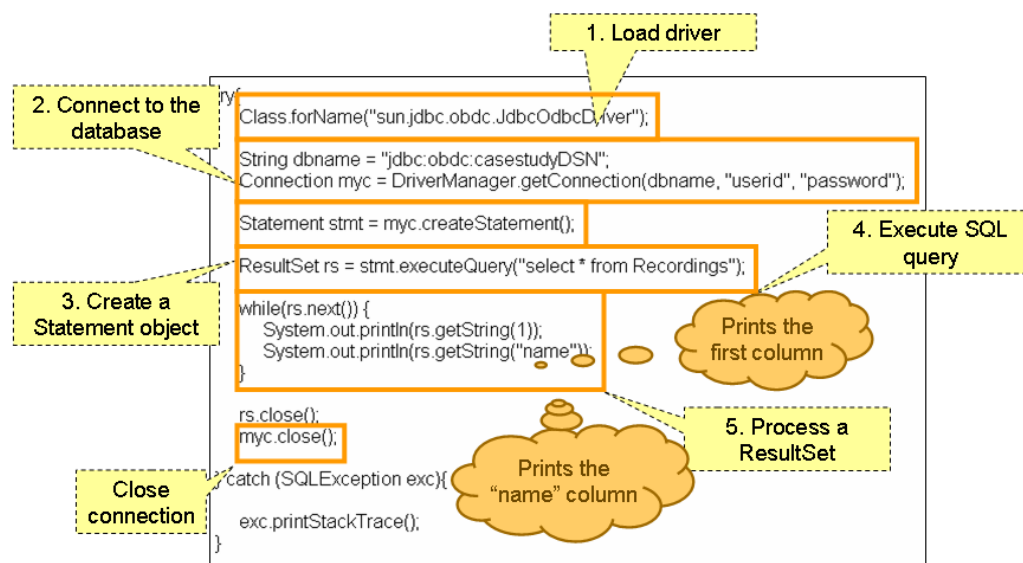 1. Load driver
2. Connect to the
database
ry{
Class.forName("sun.jdbc.obdc.JdbcOdbcDriver");
String dbname = "jdbc:obdc:casestudyDSN";
Connection myc = DriverManager.getConnection(dbname, "userid", "password");
Statement stmt = myc.createStatement();
4. Execute SQL
query
ResultSet rs = stmt.executeQuery("select * from Recordings");
3. Create a
Statement object
while(rs.next()) {
System.out.println(rs.getString(1));
System.out.println(rs.getString("name"));
}
Prints the
first column
rs.close();
myc.close();
5. Process a
ResultSet
Prints the
“name” column
Close
connection
} catch (SQLException exc){
exc.printStackTrace();
}